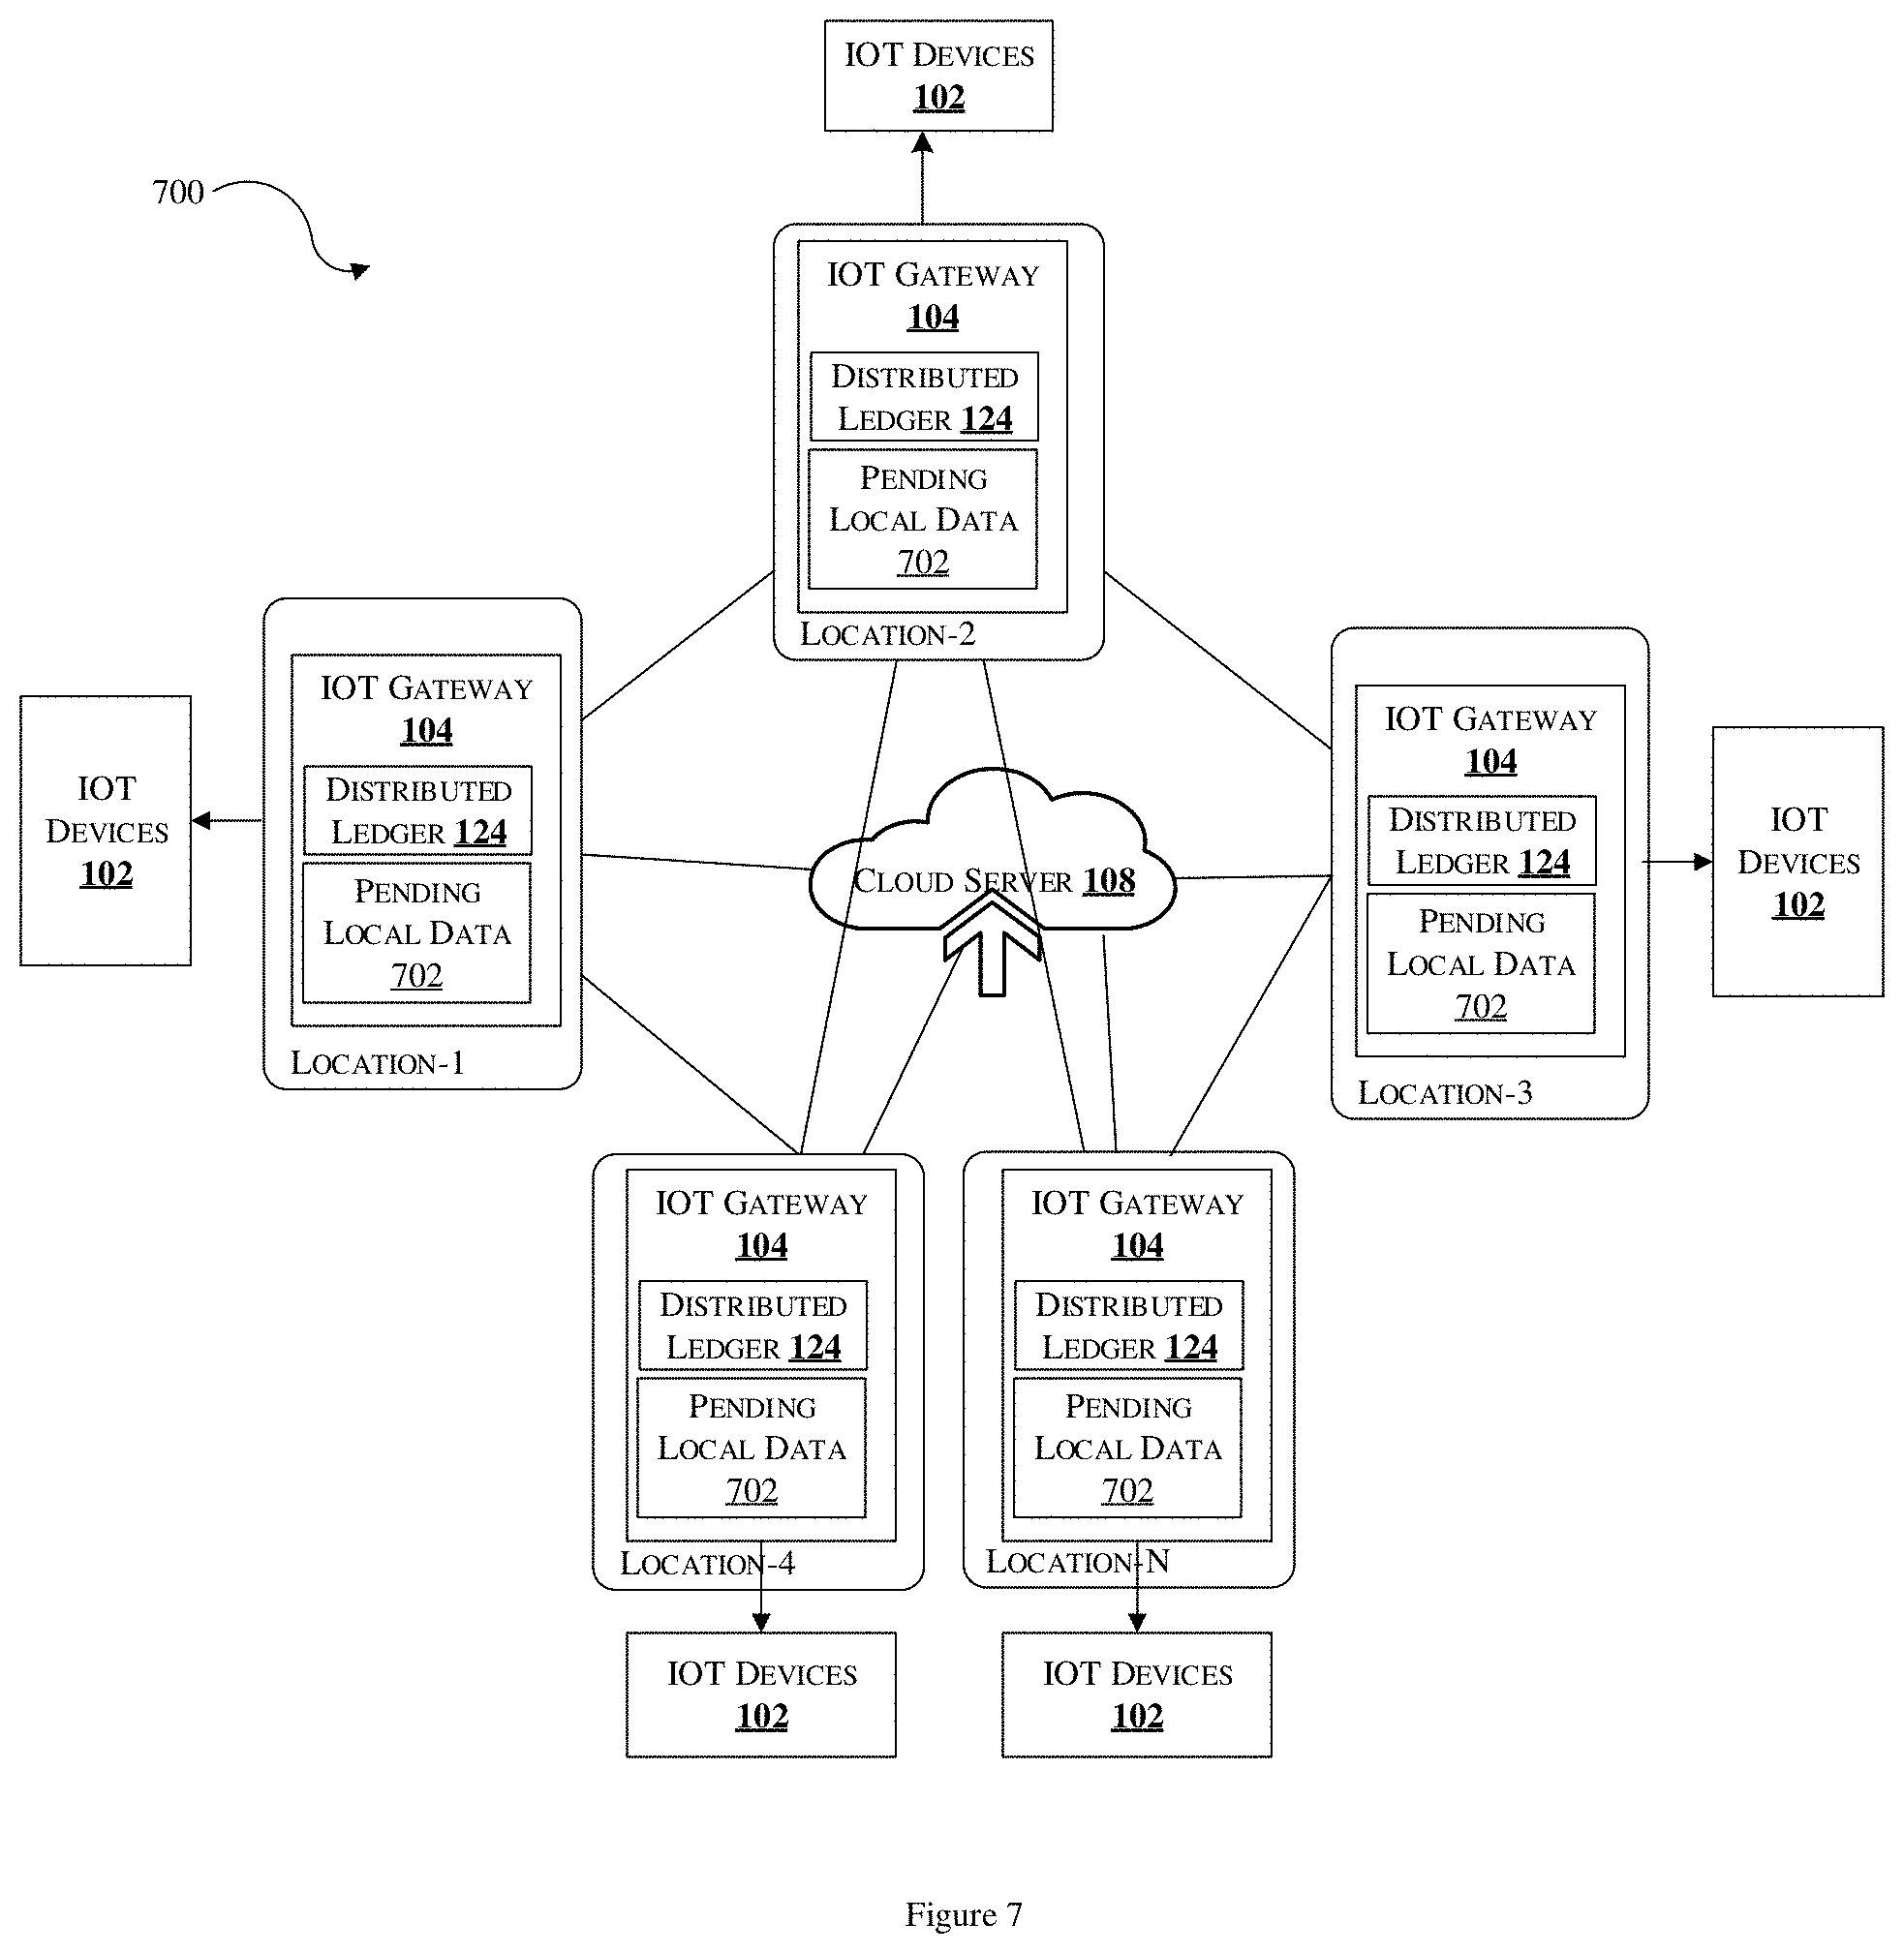 IOT DEVICES
102
700
IOT GATEWAY
104
DISTRIBUTED
LEDGER 124
PENDING
LOCAL DATA
702
LOCATION-2
IOT
DEVICES
102
IOT GATEWAY
104
DISTRIBUTED
LEDGER 124
PENDING
LOCAL DATA
702
LOCATION-1
CLOUD SERVER 108
IOT GATEWAY
104
DISTRIBUTED
LEDGER 124
PENDING
LOCAL DATA
702
LOCATION-3
IOT
DEVICES
102
IOT GATEWAY
104
DISTRIBUTED
LEDGER 124
PENDING
LOCAL DATA
702
LOCATION-4
IOT DEVICES
102
IOT GATEWAY
104
DISTRIBUTED
LEDGER 124
PENDING
LOCAL DATA
702
LOCATION-N
IOT DEVICES
102
Figure 7